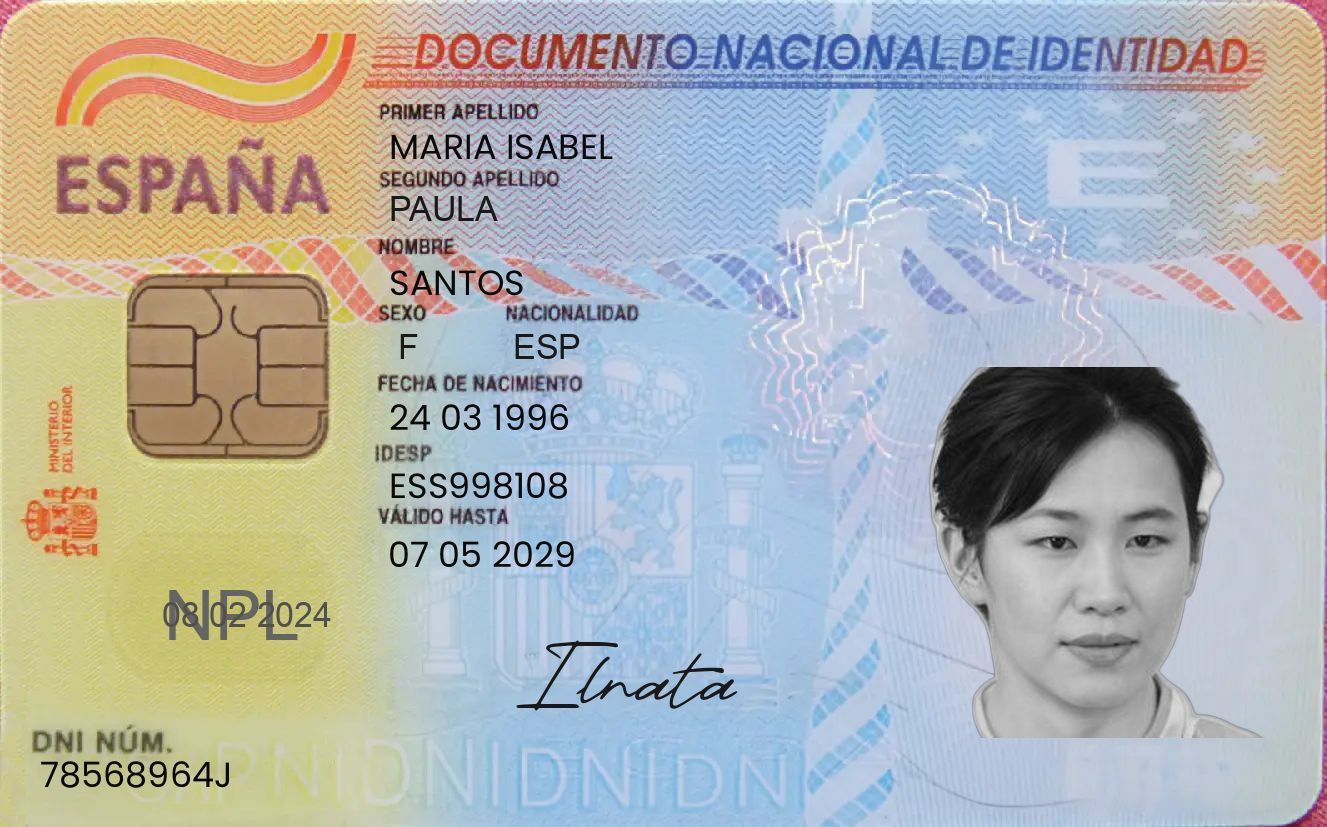 DOCUMENTO NACIONAL DE IDENTIDAD
ESPAÑA
PRIMER APELLIDO
MARIA ISABEL
SEGUNDO APELLIDO
PAULA
NOMBRE
SANTOS
SEXO NACIONALIDAD
F ESP
FECHA DE NACIMIENTO
24 03 1996
IDESP
ESS998108
VÁLIDO HASTA
07 05 2029
MINISTERIO
DEL INTERIOR
E
NPL
08 02 2024
Ilnata
DNI NÚM.
78568964J
DNIDNIDNIDN